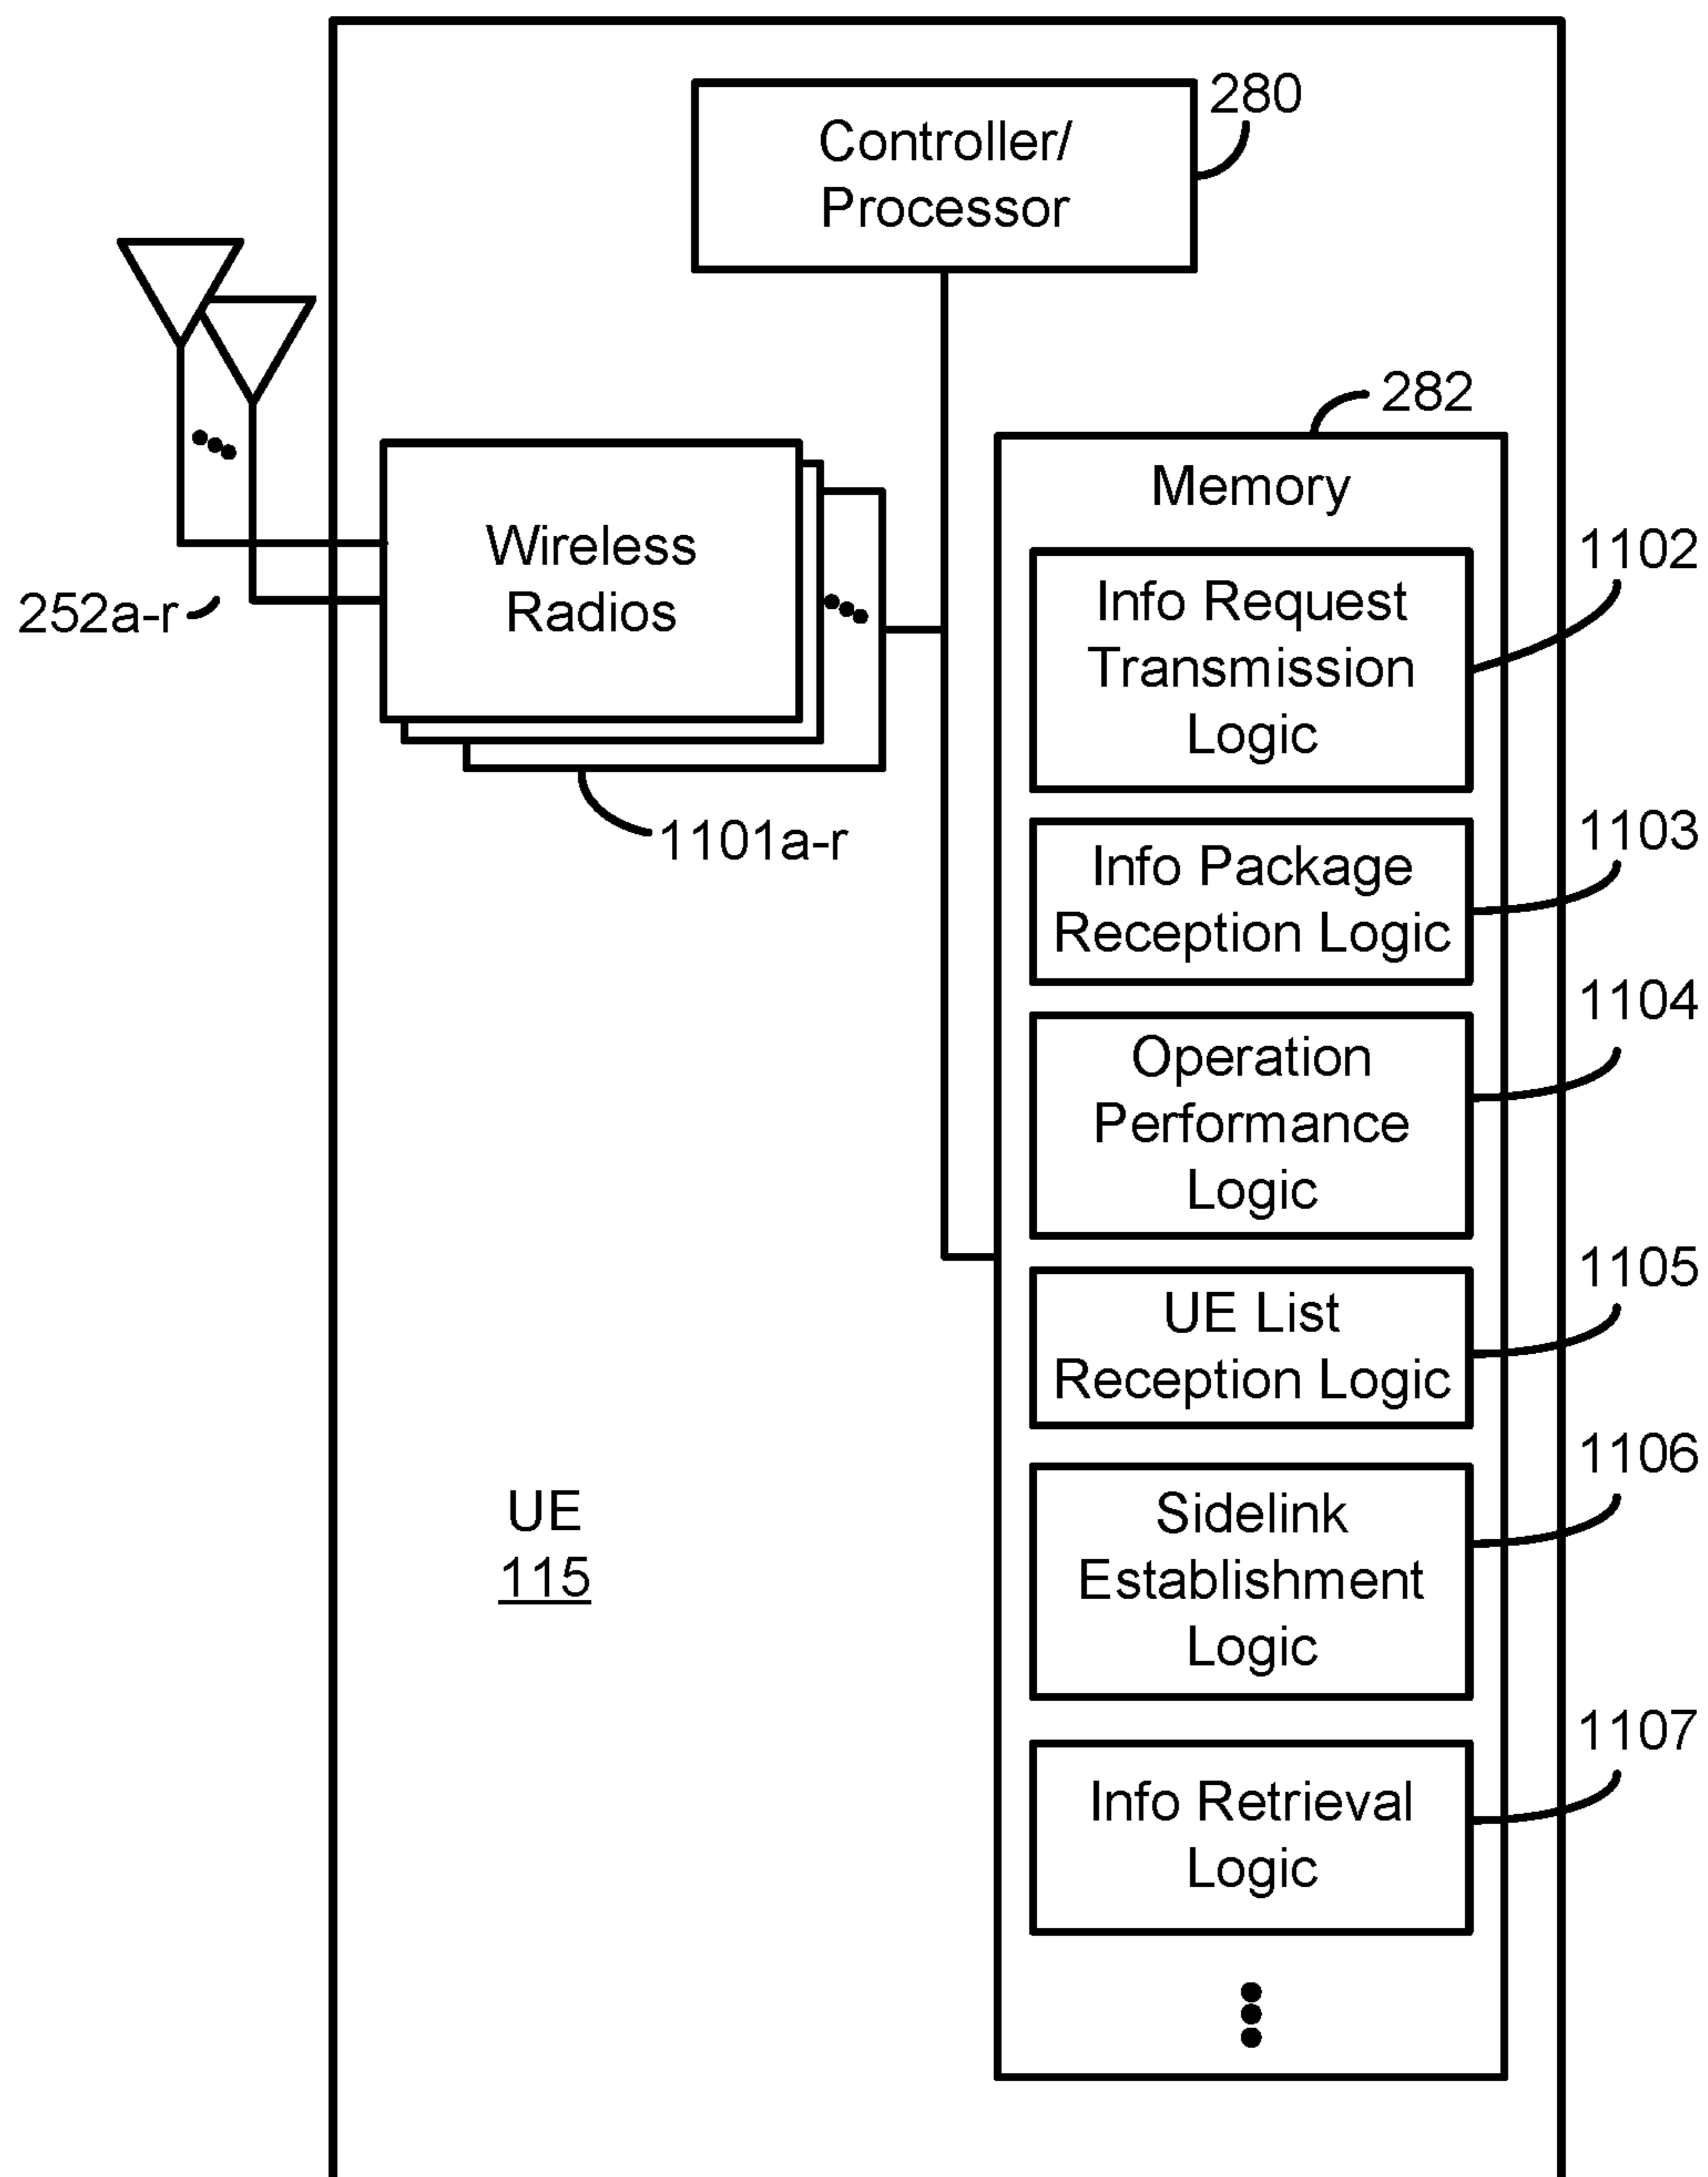 280
Controller/
Processor
282
Memory
252a-r
Wireless
Radios
1101a-r
1102
Info Request
Transmission
Logic
1103
Info Package
Reception Logic
1104
Operation
Performance
Logic
1105
UE List
Reception Logic
1106
Sidelink
Establishment
Logic
UE
115
1107
Info Retrieval
Logic